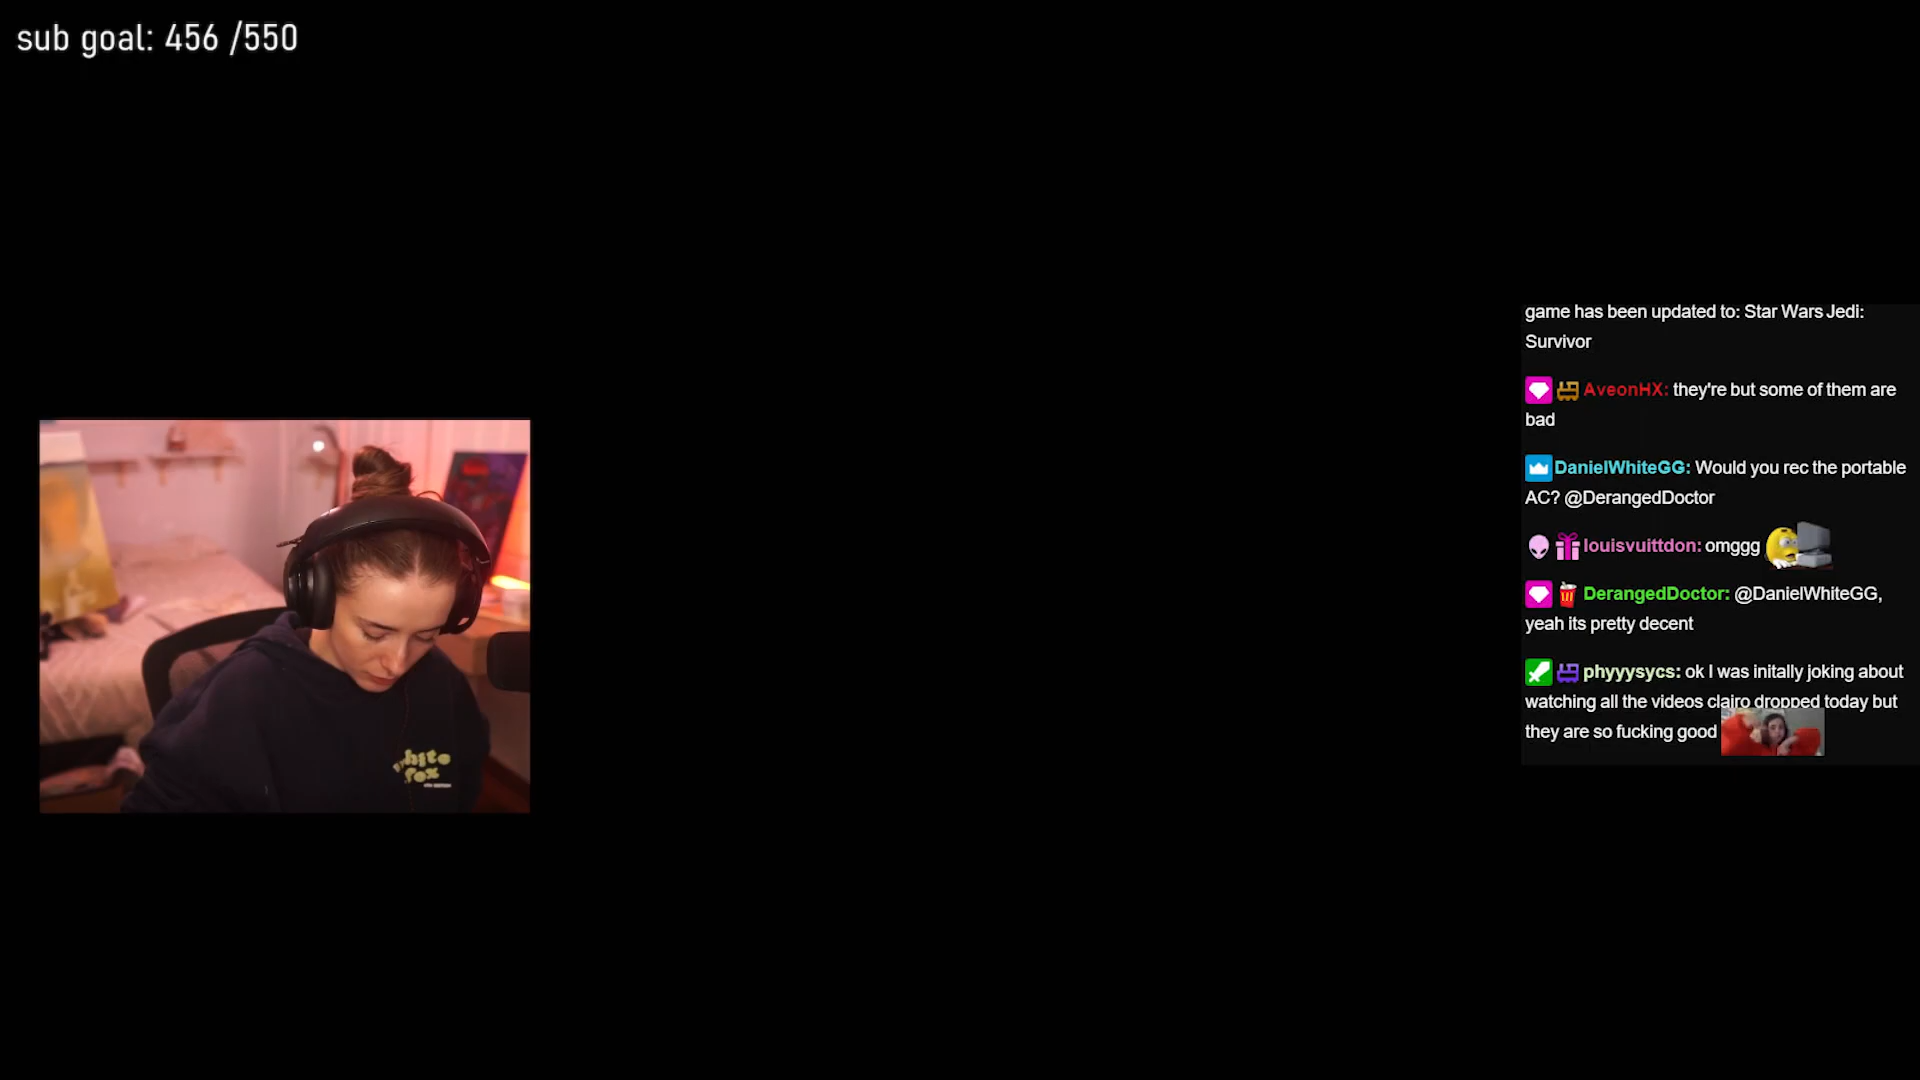 sub goal: 456 /550
game has been updated to: Star Wars Jedi:
Survivor
AveonHX: they're but some of them are
bad
DanielWhiteGG: Would you rec the portable
AC? @DerangedDoctor
louisvuittdon: omggg
DerangedDoctor: @DanielWhiteGG,
yeah its pretty decent
phyyysycs: ok I was initally joking about
watching all the videos clairo dropped today but
they are so fucking good
white
fox